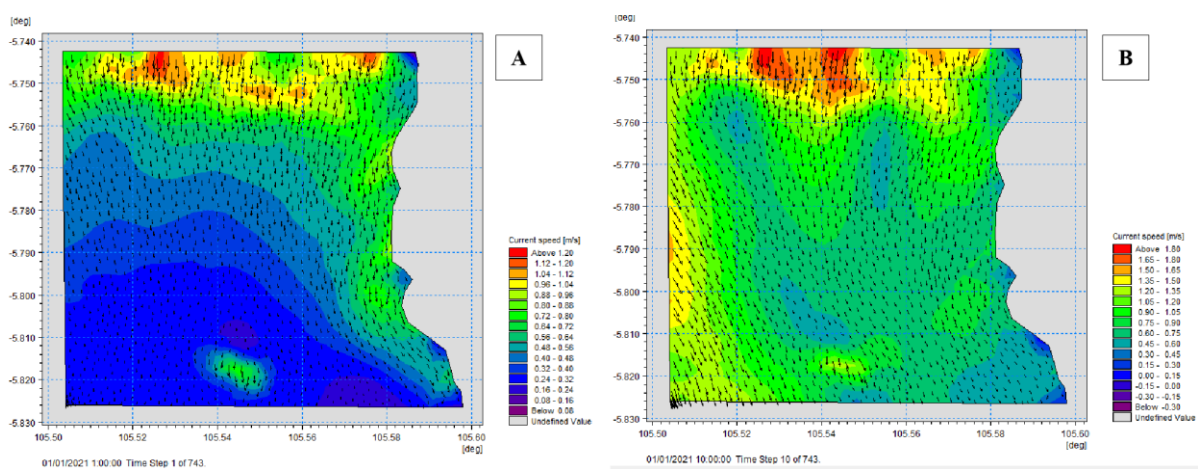 [deg]
A
-5.740
-5.750
-5.760
-5.770
-5.780
-5.790
-5.800
-5.810
-5.820
-5.830
105.50 105.52 105.54 105.56 105.58 105.60
[deg]
01/01/2021 1:00:00 Time Step 1 of 743.
Current speed [m/s]
Above 1.20
1.12 - 1.20
1.04 - 1.12
0.96 - 1.04
0.88 - 0.96
0.80 - 0.88
0.72 - 0.80
0.64 - 0.72
0.56 - 0.64
0.48 - 0.56
0.40 - 0.48
0.32 - 0.40
0.24 - 0.32
0.16 - 0.24
0.08 - 0.16
Below 0.08
Undefined Value
[deg]
B
-5.740
-5.750
-5.760
-5.770
-5.780
-5.790
-5.800
-5.810
-5.820
-5.830
105.50 105.52 105.54 105.56 105.58 105.60
[deg]
01/01/2021 10:00:00 Time Step 10 of 743.
Current speed [m/s]
Above 1.80
1.65 - 1.80
1.50 - 1.65
1.35 - 1.50
1.20 - 1.35
1.05 - 1.20
0.90 - 1.05
0.75 - 0.90
0.60 - 0.75
0.45 - 0.60
0.30 - 0.45
0.15 - 0.30
0.00 - 0.15
-0.15 - 0.00
-0.30 - -0.15
Below -0.30
Undefined Value